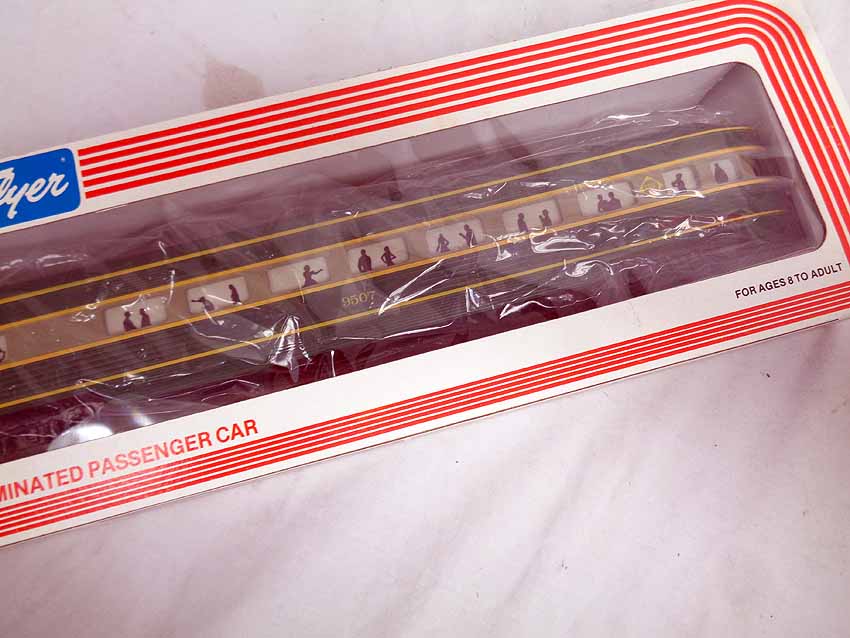 lyer
9507
FOR AGES 8 TO ADULT
MINATED PASSENGER CAR